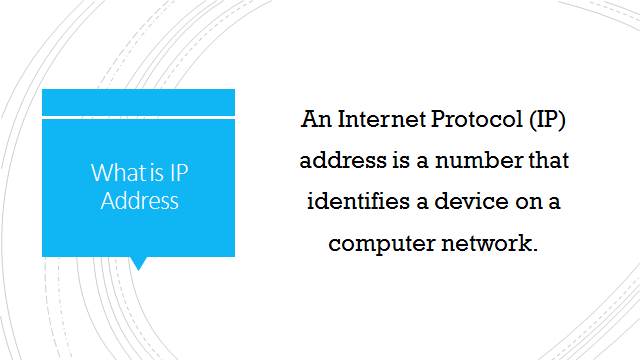 What is IP
Address
An Internet Protocol (IP)
address is a number that
identifies a device on a
computer network.